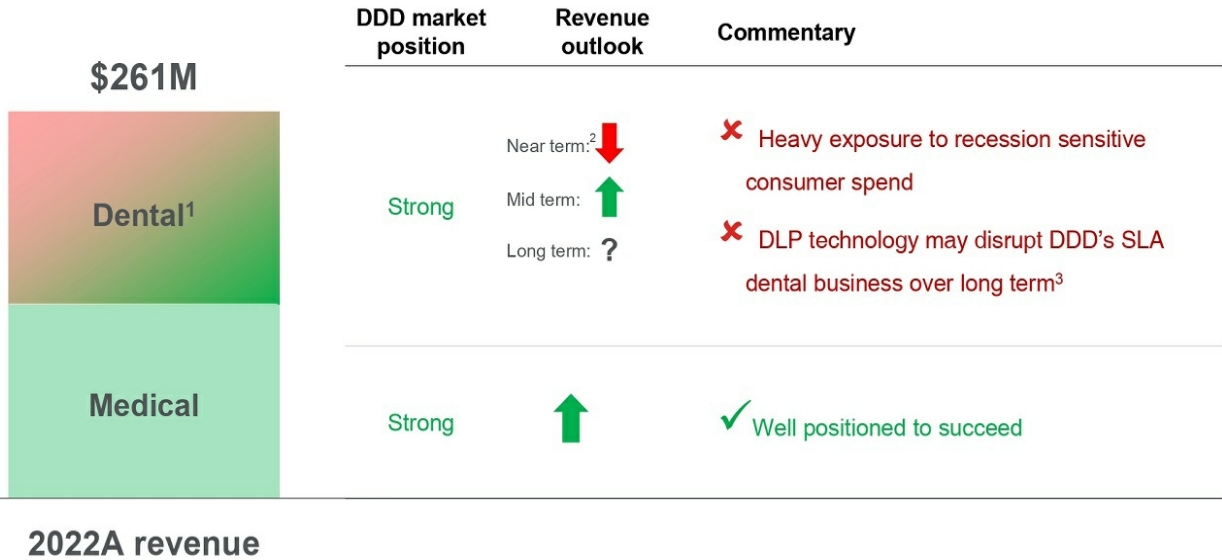 DDD market position
Revenue outlook
Commentary
$261M
Dental¹
Strong
Near term:²
Mid term:
Long term: ?
✘ Heavy exposure to recession sensitive
consumer spend
✘ DLP technology may disrupt DDD's SLA
dental business over long term³
Medical
Strong
✓ Well positioned to succeed
2022A revenue